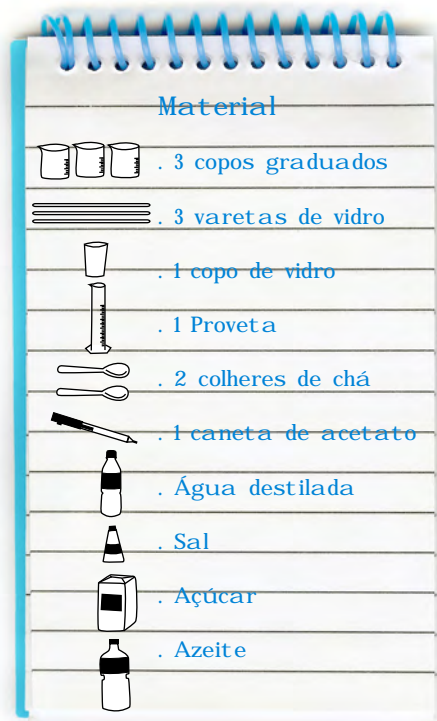 Material
. 3 copos graduados
. 3 varetas de vidro
. 1 copo de vidro
. 1 Proveta
. 2 colheres de chá
. 1 caneta de acetato
. Água destilada
. Sal
. Açúcar
. Azeite